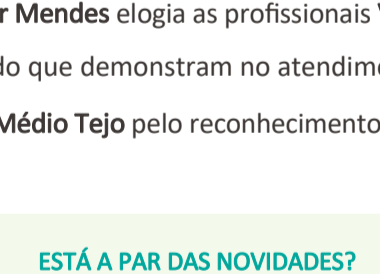 r Mendes elogia as profissionais
do que demonstram no atendim
Médio Tejo pelo reconhecimento
ESTÁ A PAR DAS NOVIDADES?